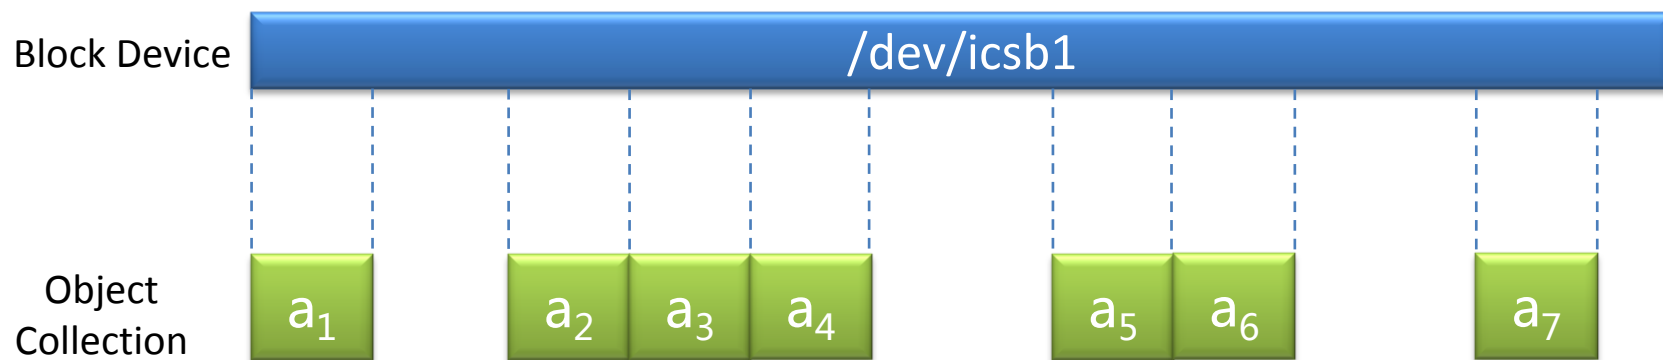 Block Device
/dev/icsb1
Object
Collection
a₁ a₂ a₃ a₄ a₅ a₆ a₇